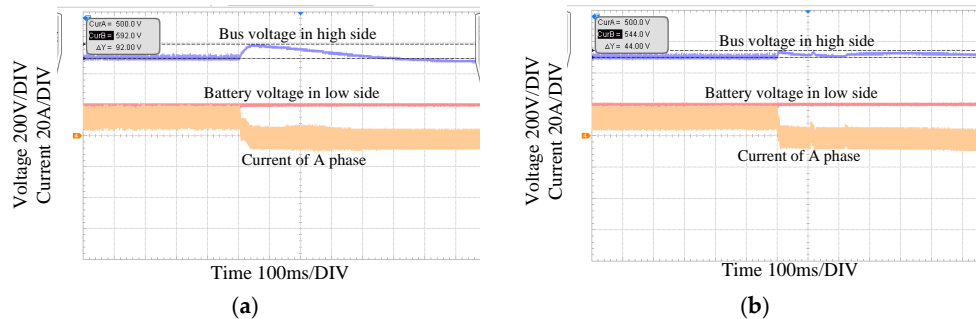 CurA = 500.0 V
CurB = 592.0 V
ΔY = 92.00 V
Bus voltage in high side
Battery voltage in low side
4
Current of A phase
Voltage 200V/DIV
Current 20A/DIV
Time 100ms/DIV
(a)
CurA = 500.0 V
CurB = 544.0 V
ΔY = 44.00 V
Bus voltage in high side
Battery voltage in low side
4
Current of A phase
Voltage 200V/DIV
Current 20A/DIV
Time 100ms/DIV
(b)